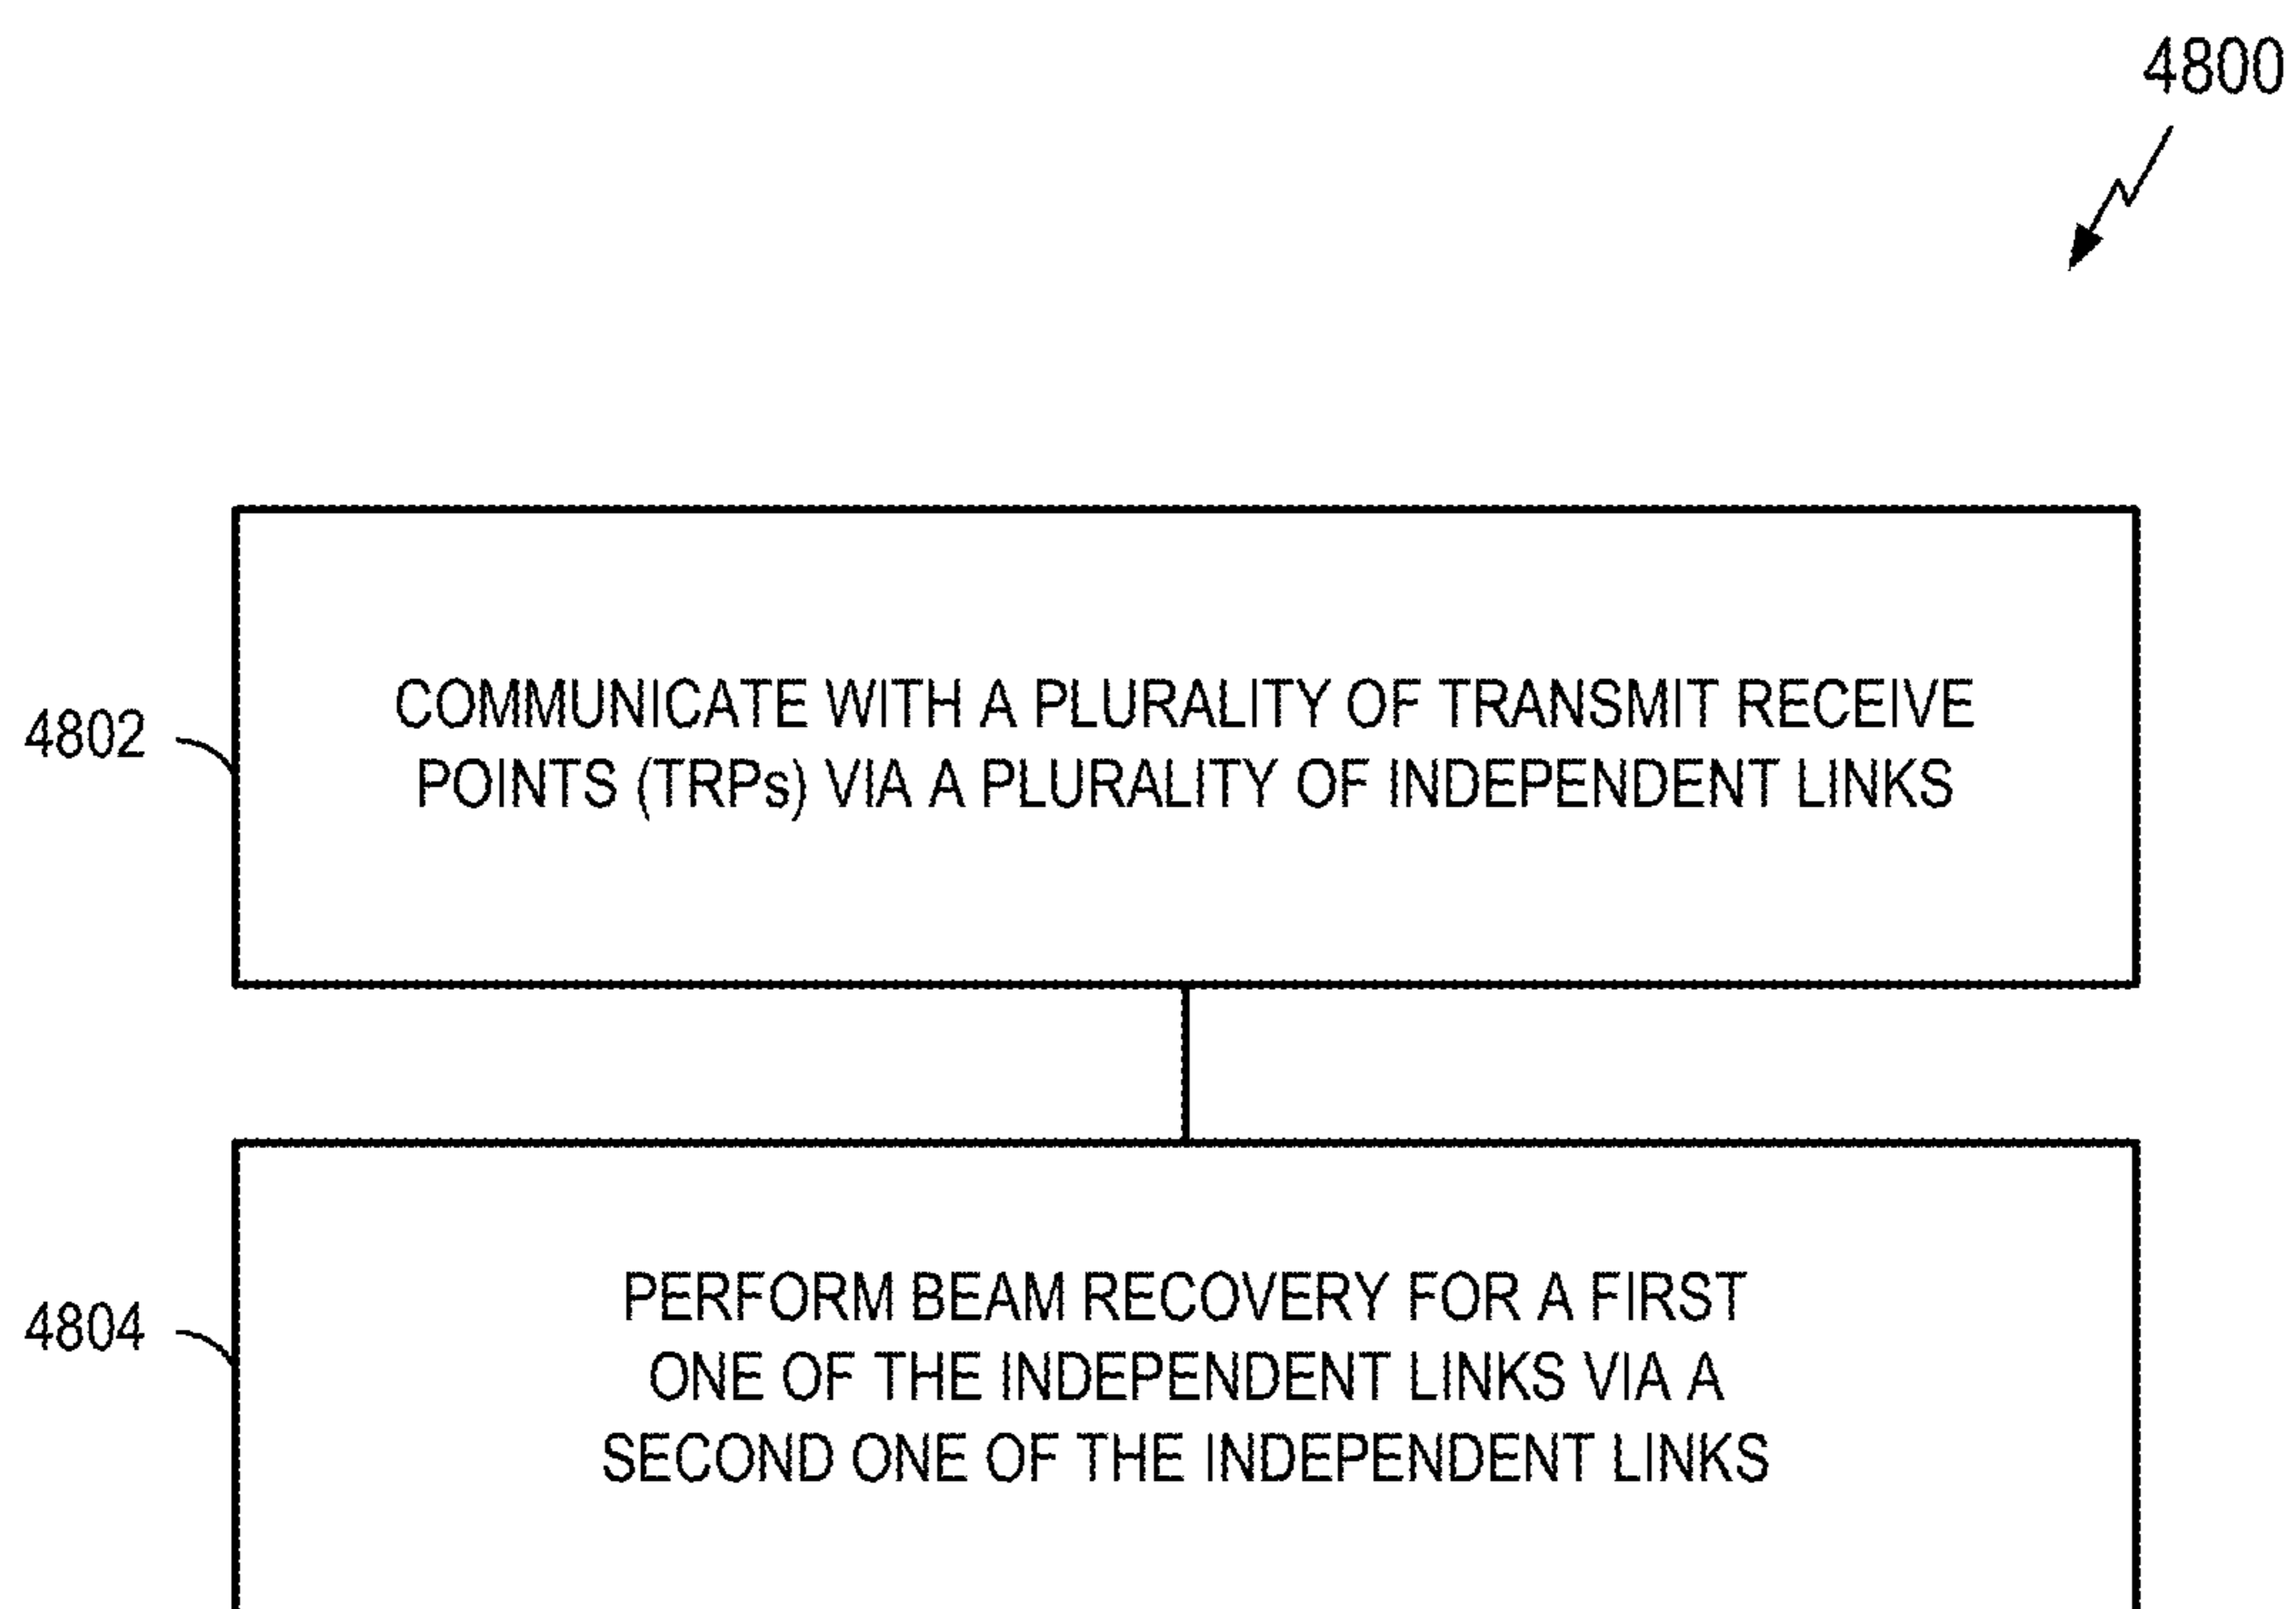 4800
4802
COMMUNICATE WITH A PLURALITY OF TRANSMIT RECEIVE
POINTS (TRPs) VIA A PLURALITY OF INDEPENDENT LINKS
4804
PERFORM BEAM RECOVERY FOR A FIRST
ONE OF THE INDEPENDENT LINKS VIA A
SECOND ONE OF THE INDEPENDENT LINKS